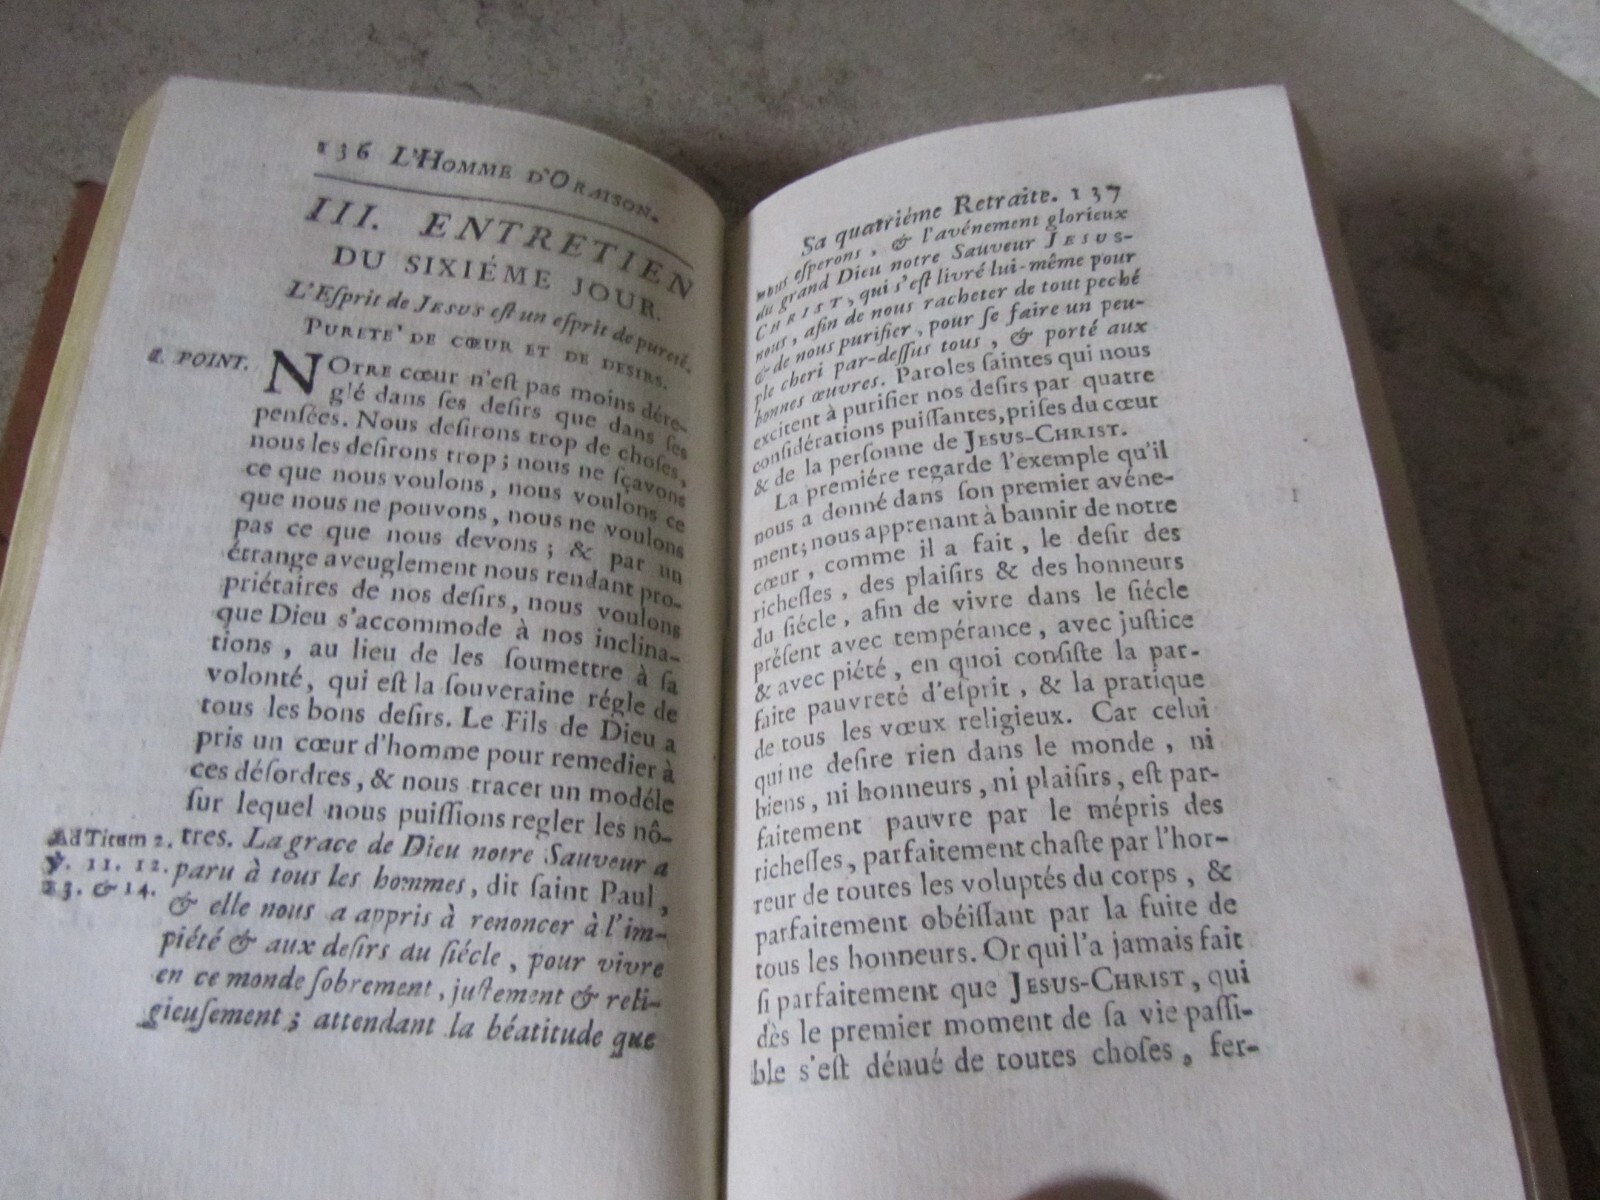 136 L'HOMME D'ORAISON.
III. ENTRETIEN
DU SIXIÉME JOUR.
L'Eſprit de JESUS eſt un eſprit de pureté.
PURETE' DE CŒUR ET DE DESIRS.
I. POINT.
NOTRE cœur n'eſt pas moins dére-
glé dans ſes deſirs que dans ſes
penſées. Nous deſirons trop de choſes,
nous les deſirons trop; nous ne ſçavons
ce que nous voulons, nous voulons ce
que nous ne pouvons, nous ne voulons
pas ce que nous devons; & par un
étrange aveuglement nous rendant pro-
priétaires de nos deſirs, nous voulons
que Dieu s'accommode à nos inclina-
tions, au lieu de les ſoumettre à ſa
volonté, qui eſt la ſouveraine régle de
tous les bons deſirs. Le Fils de Dieu a
pris un cœur d'homme pour remedier à
ces déſordres, & nous tracer un modéle
ſur lequel nous puiſſions regler les nô-
Ad Titum 2. ℣. 11. 12. 13. & 14.
tres. La grace de Dieu notre Sauveur a
paru à tous les hommes, dit ſaint Paul,
& elle nous a appris à renoncer à l'im-
piété & aux deſirs du ſiécle, pour vivre
en ce monde ſobrement, juſtement & reli-
gieuſement; attendant la béatitude que
Sa quatriéme Retraite. 137
nous eſperons, & l'avénement glorieux
du grand Dieu notre Sauveur JESUS-
CHRIST, qui s'eſt livré lui-même pour
nous, afin de nous racheter de tout peché
& de nous purifier, pour ſe faire un peu-
ple cheri par-deſſus tous, & porté aux
bonnes œuvres. Paroles ſaintes qui nous
excitent à purifier nos deſirs par quatre
conſidérations puiſſantes, priſes du cœur
& de la perſonne de JESUS-CHRIST.
La premiére regarde l'exemple qu'il
nous a donné dans ſon premier avéne-
ment; nous apprenant à bannir de notre
cœur, comme il a fait, le deſir des
richeſſes, des plaiſirs & des honneurs
du ſiécle, afin de vivre dans le ſiécle
préſent avec tempérance, avec juſtice
& avec piété, en quoi conſiſte la par-
faite pauvreté d'eſprit, & la pratique
de tous les vœux religieux. Car celui
qui ne deſire rien dans le monde, ni
biens, ni honneurs, ni plaiſirs, eſt par-
faitement pauvre par le mépris des
richeſſes, parfaitement chaſte par l'hor-
reur de toutes les voluptés du corps, &
parfaitement obéiſſant par la fuite de
tous les honneurs. Or qui l'a jamais fait
ſi parfaitement que JESUS-CHRIST, qui
dès le premier moment de ſa vie paſſi-
ble s'eſt dénué de toutes choſes, fer-